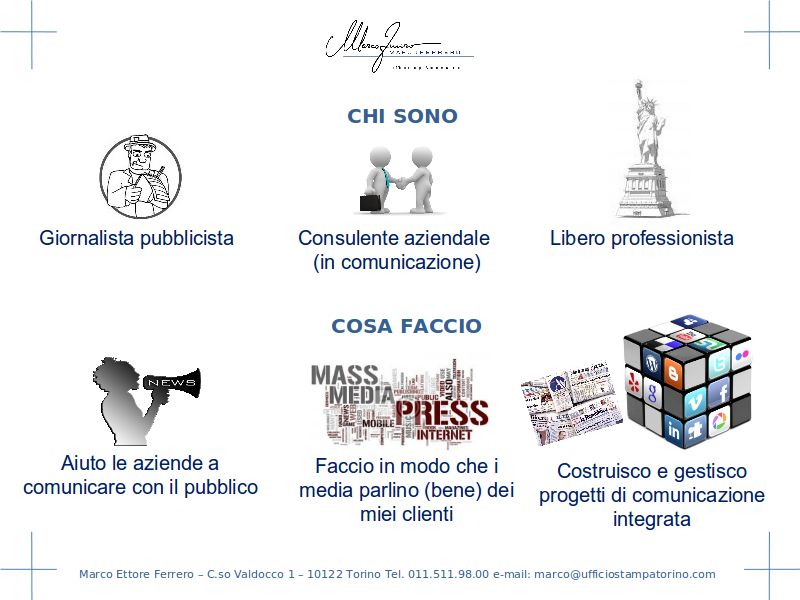 CHI SONO
Giornalista pubblicista
Consulente aziendale
(in comunicazione)
Libero professionista
COSA FACCIO
NEWS
MASS
MEDIA
PRESS
MOBILE
INTERNET
Aiuto le aziende a
comunicare con il pubblico
Faccio in modo che i
media parlino (bene) dei
miei clienti
Costruisco e gestisco
progetti di comunicazione
integrata
Marco Ettore Ferrero – C.so Valdocco 1 – 10122 Torino Tel. 011.511.98.00 e-mail: marco@ufficiostampatorino.com